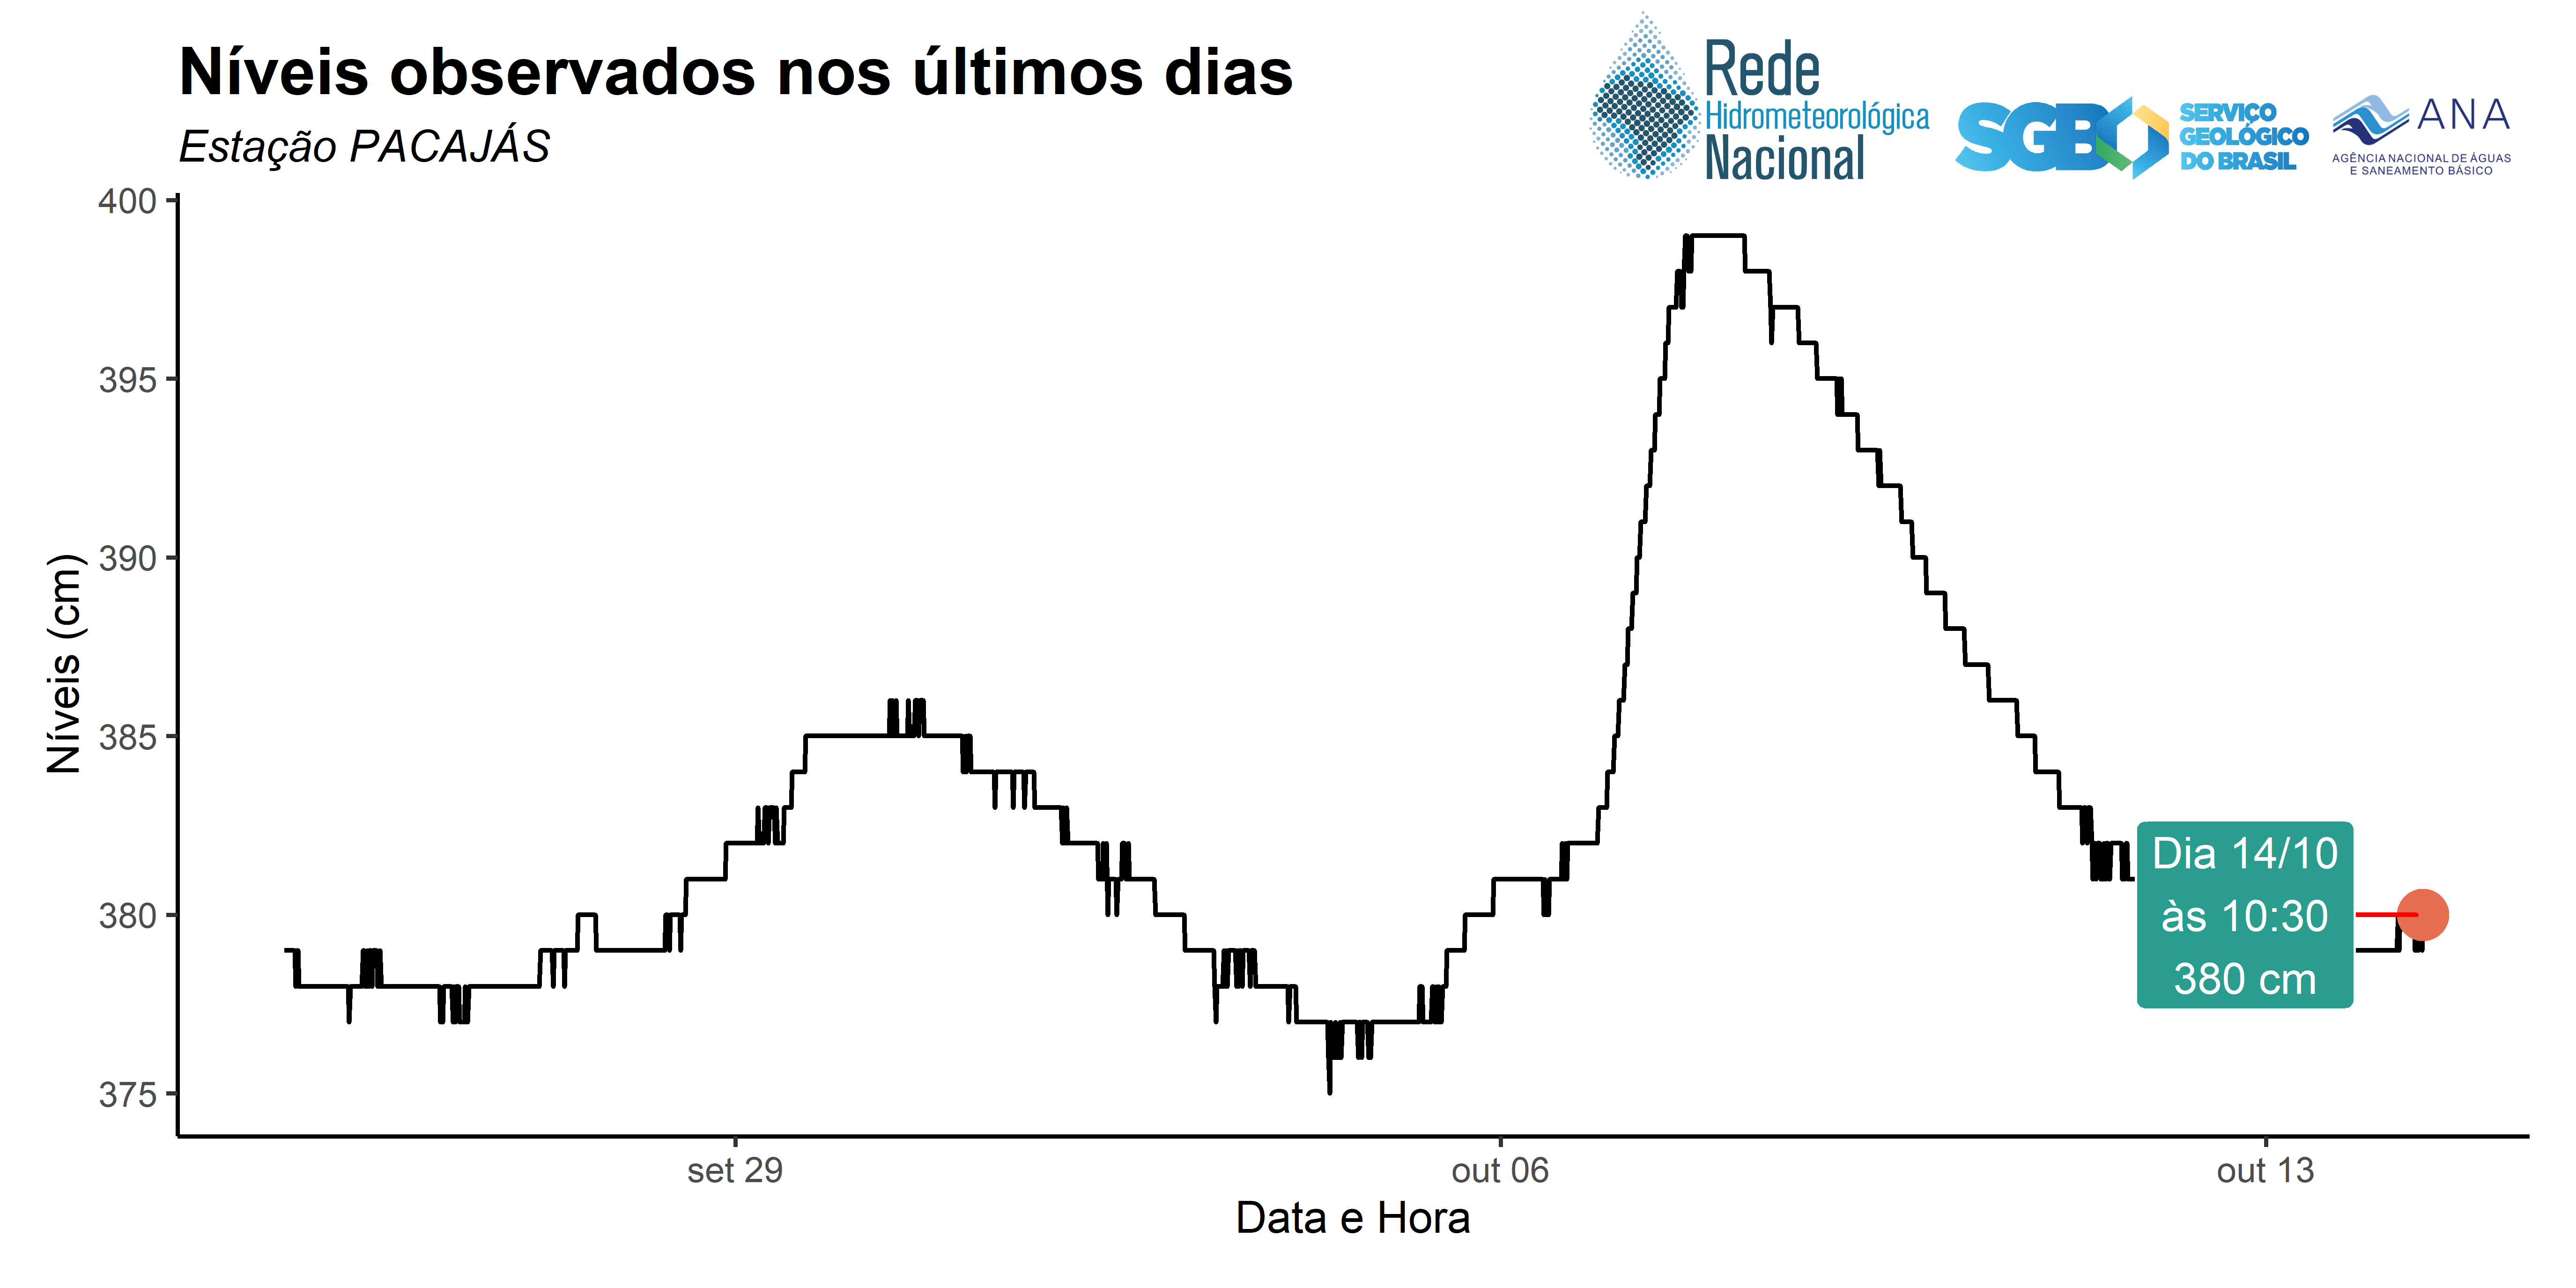 Níveis observados nos últimos dias
Estação PACAJÁS
Rede
Hidrometeorológica
Nacional
SGB
SERVIÇO
GEOLÓGICO
DO BRASIL
ANA
AGÊNCIA NACIONAL DE ÁGUAS
E SANEAMENTO BÁSICO
400
395
390
385
380
375
Níveis (cm)
Dia 14/10
às 10:30
380 cm
set 29
out 06
out 13
Data e Hora